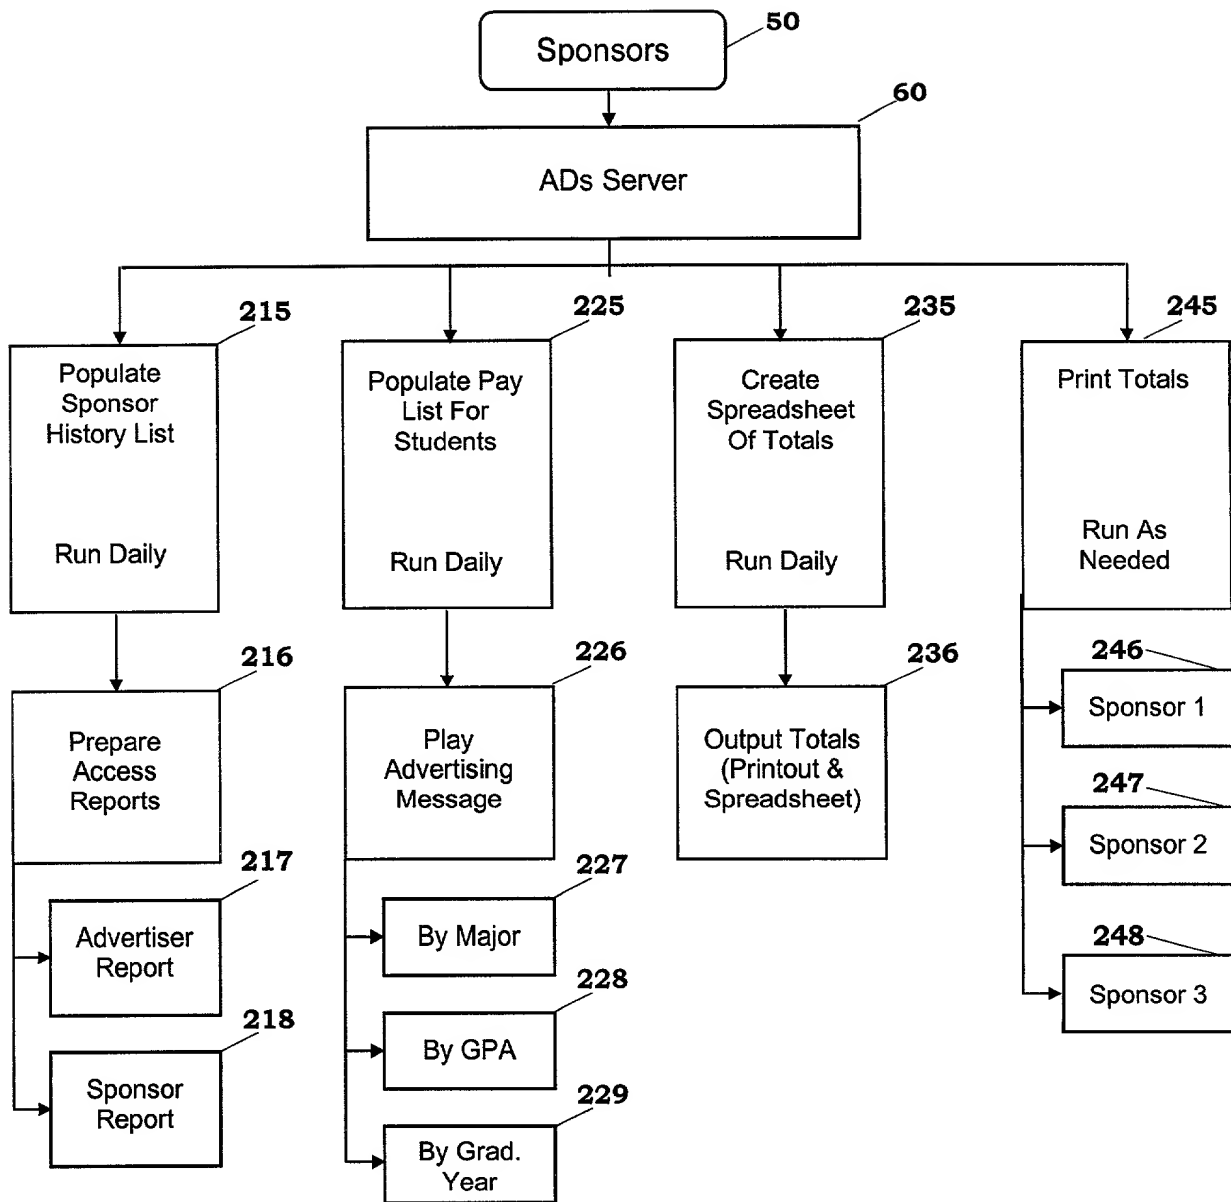 50
Sponsors
60
ADs Server
215
Populate
Sponsor
History List
Run Daily
225
Populate Pay
List For
Students
Run Daily
235
Create
Spreadsheet
Of Totals
Run Daily
245
Print Totals
Run As
Needed
216
Prepare
Access
Reports
226
Play
Advertising
Message
236
Output Totals
(Printout &
Spreadsheet)
246
Sponsor 1
247
Sponsor 2
248
Sponsor 3
217
Advertiser
Report
218
Sponsor
Report
227
By Major
228
By GPA
229
By Grad.
Year